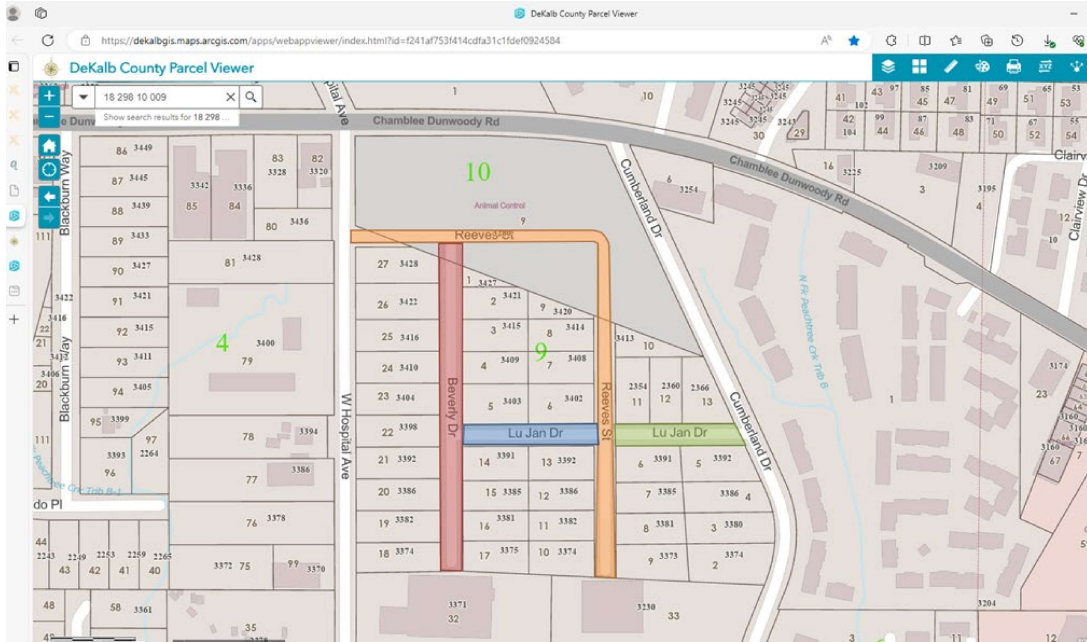 DeKalb County Parcel Viewer
https://dekalbgis.maps.arcgis.com/apps/webappviewer/index.html?id=f241af753f414cdfa31c1fdef0924584
DeKalb County Parcel Viewer
18 298 10 009
Show search results for 18 298 ...
Chamblee Dunwoody Rd
Chamblee Dunwoody Rd
Blackburn Way
Blackburn Way
W Hospital Ave
Cumberland Dr
Cumberland Dr
Clairview Dr
N Fk Peachtree Crk Trib B
10
Animal Control
9
Reeves St
Reeves St
Beverly Dr
Lu Jan Dr
Lu Jan Dr
4
9
86 3449
87 3445
88 3439
89 3433
90 3427
91 3421
92 3415
93 3411
94 3405
95 3399
3393
96
97
2264
3342
85
3336
84
83
3328
82
3320
80 3436
81 3428
3400
79
78 3394
77 3386
76 3378
3372 75
99 3370
27 3428
26 3422
25 3416
24 3410
23 3404
22 3398
21 3392
20 3386
19 3382
18 3374
1 3427
2 3421
3 3415
4 3409
5 3403
9 3420
8 3414
7 3408
6 3402
3413 10
2354 2360 2366
11 12 13
14 3391 13 3392
15 3385 12 3386
16 3381 11 3382
17 3375 10 3374
6 3391 5 3392
7 3385 3386 4
8 3381 3 3380
9 3373 3374
2
3371
32
3230
33
6
3254
16
3225
3209
3
3195
4
3174
23
3204
2243 2249 2253 2259 2265
43 42 41 40
48
58 3361
35